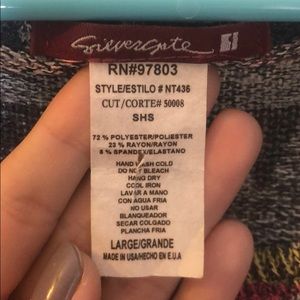 Silvergate
RN#97803
STYLE/ESTILO # NT436
CUT/CORTE# 50008
SHS
72 % POLYESTER/POLIESTER
23 % RAYON/RAYON
5 % SPANDEX/ELASTANO
HAND WASH COLD
DO NOT BLEACH
HANG DRY
COOL IRON
LAVAR A MANO
CON AGUA FRIA
NO USAR
BLANQUEADOR
SECAR COLGADO
PLANCHA FRIA
LARGE/GRANDE
MADE IN USA/HECHO EN E.U.A